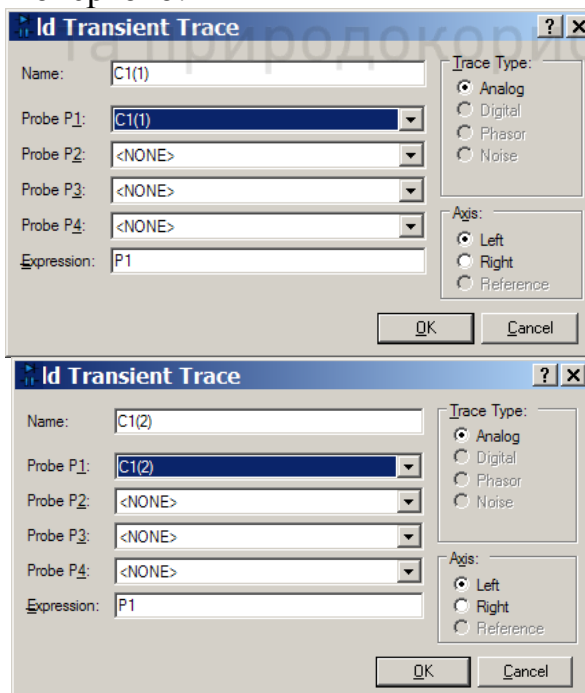 та природокорис
ld Transient Trace
Name: C1(1)
Probe P1: C1(1)
Probe P2: <NONE>
Probe P3: <NONE>
Probe P4: <NONE>
Expression: P1
Trace Type:
Analog
Digital
Phasor
Noise
Axis:
Left
Right
Reference
OK Cancel
ld Transient Trace
Name: C1(2)
Probe P1: C1(2)
Probe P2: <NONE>
Probe P3: <NONE>
Probe P4: <NONE>
Expression: P1
Trace Type:
Analog
Digital
Phasor
Noise
Axis:
Left
Right
Reference
OK Cancel